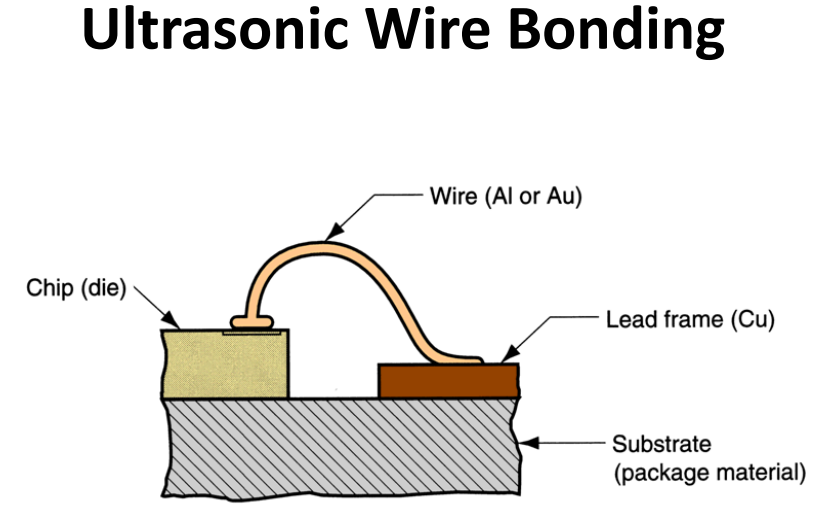 Ultrasonic Wire Bonding
Wire (Al or Au)
Chip (die)
Lead frame (Cu)
Substrate
(package material)